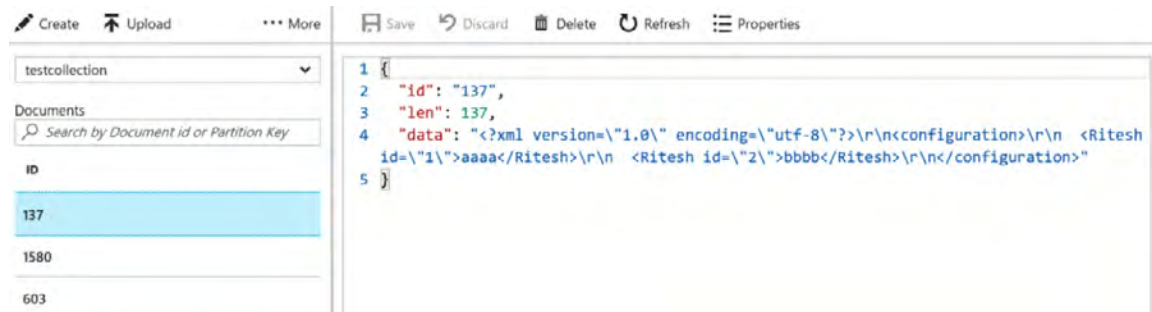 Create Upload ••• More
testcollection
Documents
Search by Document id or Partition Key
ID
137
1580
603
Save Discard Delete Refresh Properties
1 {
2 "id": "137",
3 "len": 137,
4 "data": "<?xml version=\"1.0\" encoding=\"utf-8\"?>\r\n<configuration>\r\n  <Ritesh
id=\"1\">aaaa</Ritesh>\r\n  <Ritesh id=\"2\">bbbb</Ritesh>\r\n</configuration>"
5 }